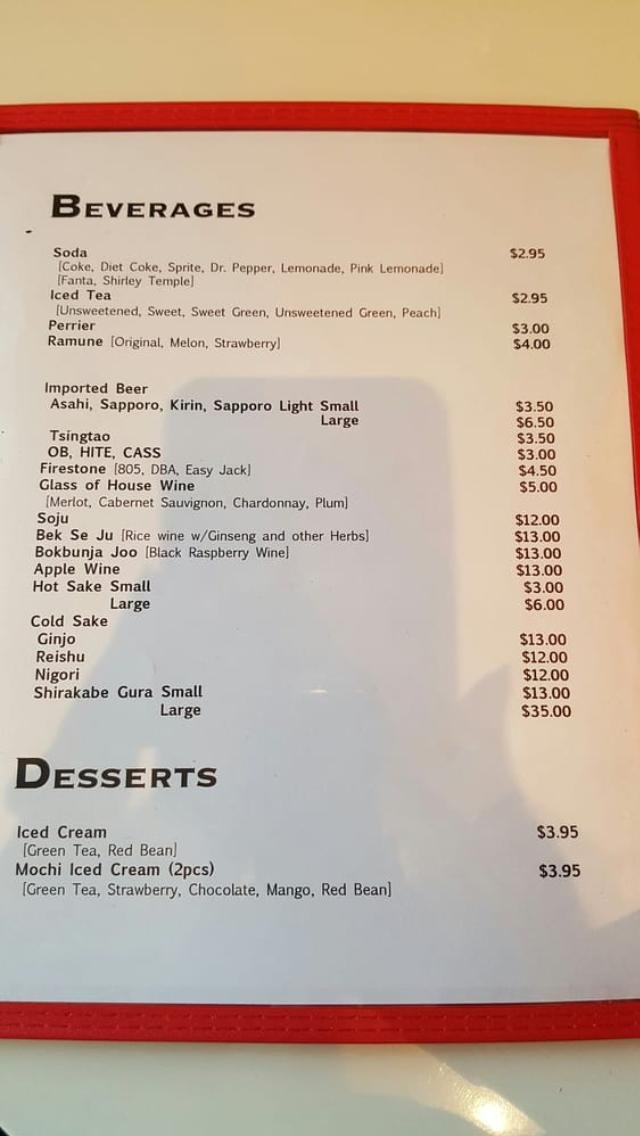 BEVERAGES
Soda $2.95
[Coke, Diet Coke, Sprite, Dr. Pepper, Lemonade, Pink Lemonade]
[Fanta, Shirley Temple]
Iced Tea $2.95
[Unsweetened, Sweet, Sweet Green, Unsweetened Green, Peach]
Perrier $3.00
Ramune [Original, Melon, Strawberry] $4.00
Imported Beer
Asahi, Sapporo, Kirin, Sapporo Light Small $3.50
Large $6.50
Tsingtao $3.50
OB, HITE, CASS $3.00
Firestone [805, DBA, Easy Jack] $4.50
Glass of House Wine $5.00
[Merlot, Cabernet Sauvignon, Chardonnay, Plum]
Soju $12.00
Bek Se Ju [Rice wine w/Ginseng and other Herbs] $13.00
Bokbunja Joo [Black Raspberry Wine] $13.00
Apple Wine $13.00
Hot Sake Small $3.00
Large $6.00
Cold Sake
Ginjo $13.00
Reishu $12.00
Nigori $12.00
Shirakabe Gura Small $13.00
Large $35.00
DESSERTS
Iced Cream $3.95
[Green Tea, Red Bean]
Mochi Iced Cream (2pcs) $3.95
[Green Tea, Strawberry, Chocolate, Mango, Red Bean]